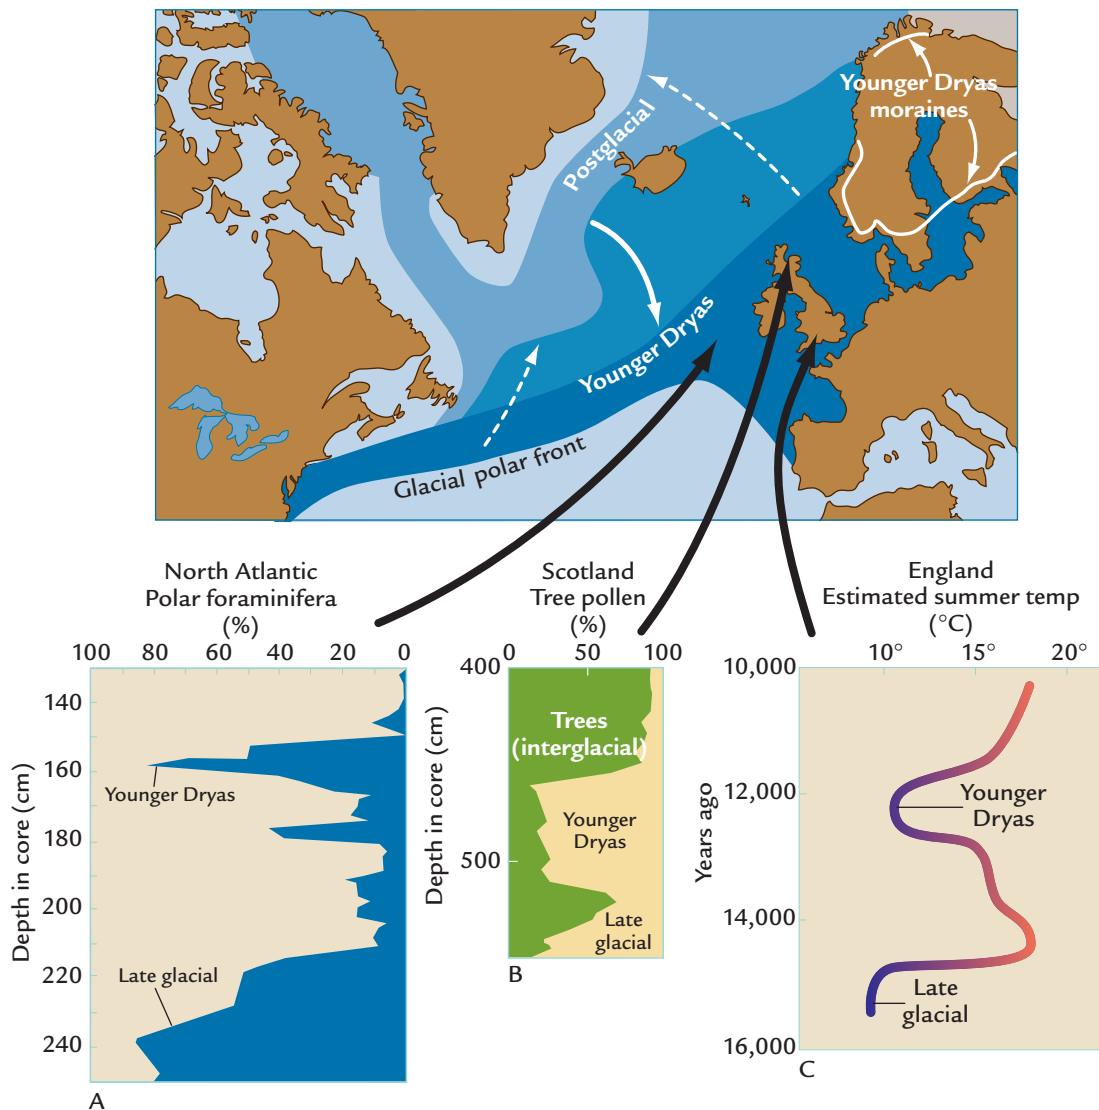 Younger Dryas
moraines
Postglacial
Younger Dryas
Glacial polar front
North Atlantic
Polar foraminifera
(%)
100 80 60 40 20 0
Depth in core (cm)
140
160
180
200
220
240
Younger Dryas
Late glacial
A
Scotland
Tree pollen
(%)
0 50 100
Depth in core (cm)
400
500
Trees
(interglacial)
Younger
Dryas
Late
glacial
B
England
Estimated summer temp
(°C)
10° 15° 20°
Years ago
10,000
12,000
14,000
16,000
Younger
Dryas
Late
glacial
C